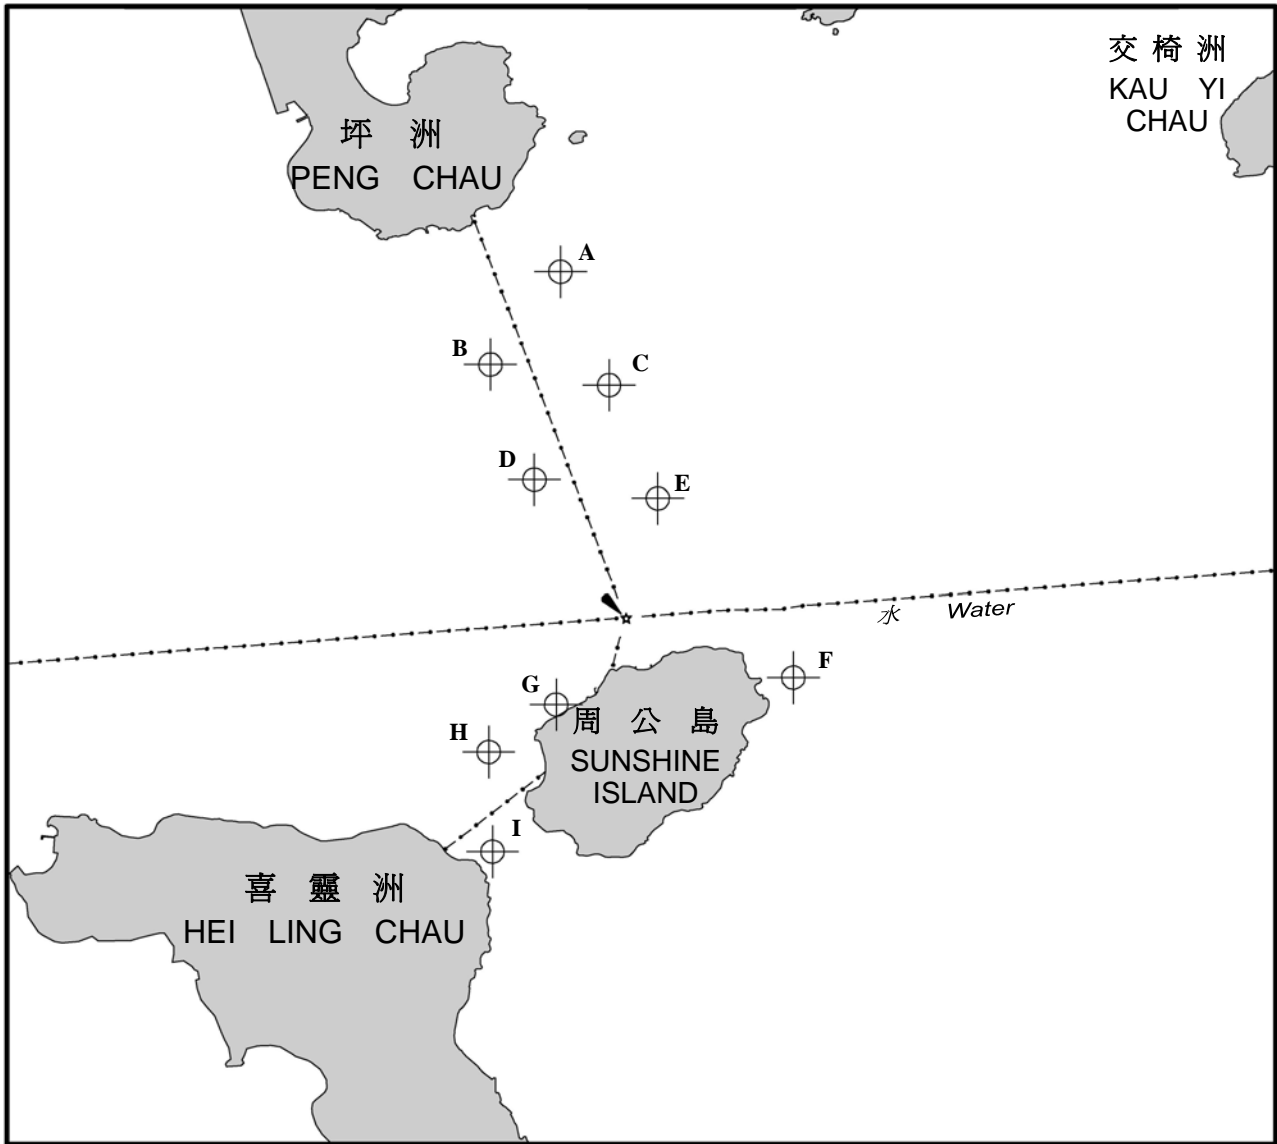 交 椅 洲
KAU YI
CHAU
坪 洲
PENG CHAU
A
B
C
D
E
水 Water
F
G
周 公 島
H
SUNSHINE
ISLAND
I
喜 靈 洲
HEI LING CHAU